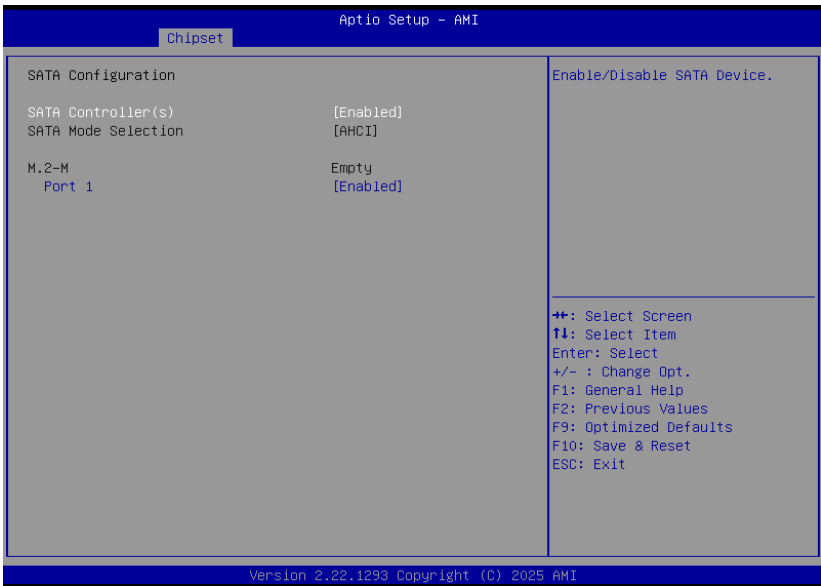 Aptio Setup – AMI
Chipset
SATA Configuration
SATA Controller(s) [Enabled]
SATA Mode Selection [AHCI]
M.2–M Empty
Port 1 [Enabled]
Enable/Disable SATA Device.
→←: Select Screen
↑↓: Select Item
Enter: Select
+/– : Change Opt.
F1: General Help
F2: Previous Values
F9: Optimized Defaults
F10: Save & Reset
ESC: Exit
Version 2.22.1293 Copyright (C) 2025 AMI